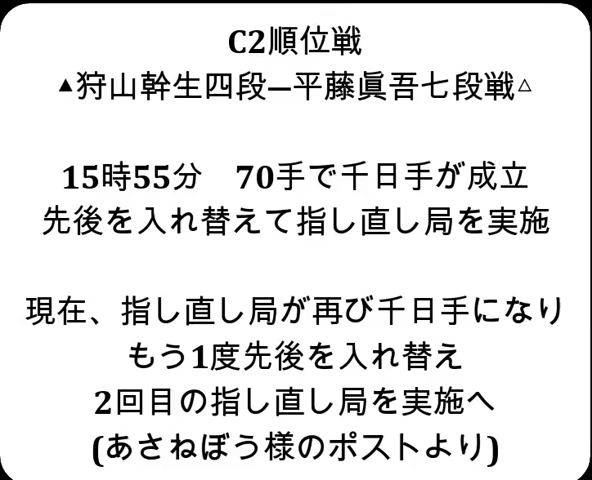 C2順位戦
▲狩山幹生四段―平藤眞吾七段戦△
15時55分　70手で千日手が成立
先後を入れ替えて指し直し局を実施
現在、指し直し局が再び千日手になり
もう1度先後を入れ替え
2回目の指し直し局を実施へ
(あさねぼう様のポストより)